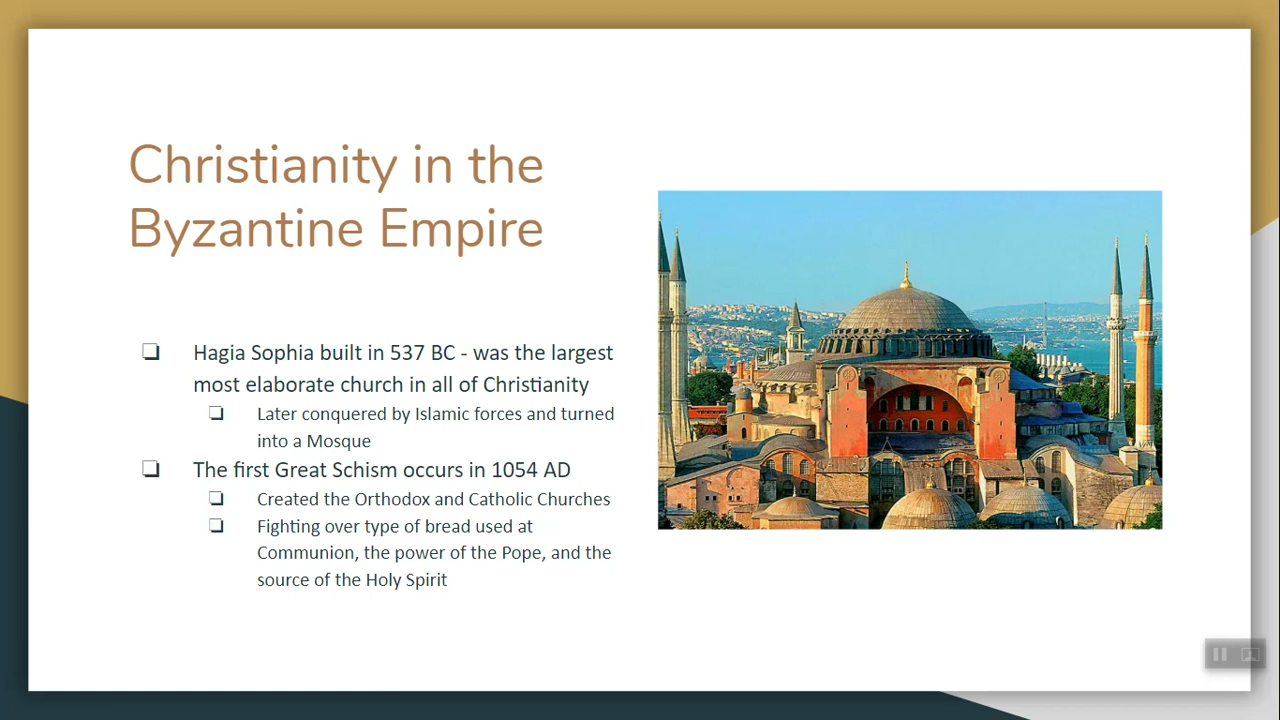 Christianity in the
Byzantine Empire
Hagia Sophia built in 537 BC - was the largest
most elaborate church in all of Christianity
Later conquered by Islamic forces and turned
into a Mosque
The first Great Schism occurs in 1054 AD
Created the Orthodox and Catholic Churches
Fighting over type of bread used at
Communion, the power of the Pope, and the
source of the Holy Spirit